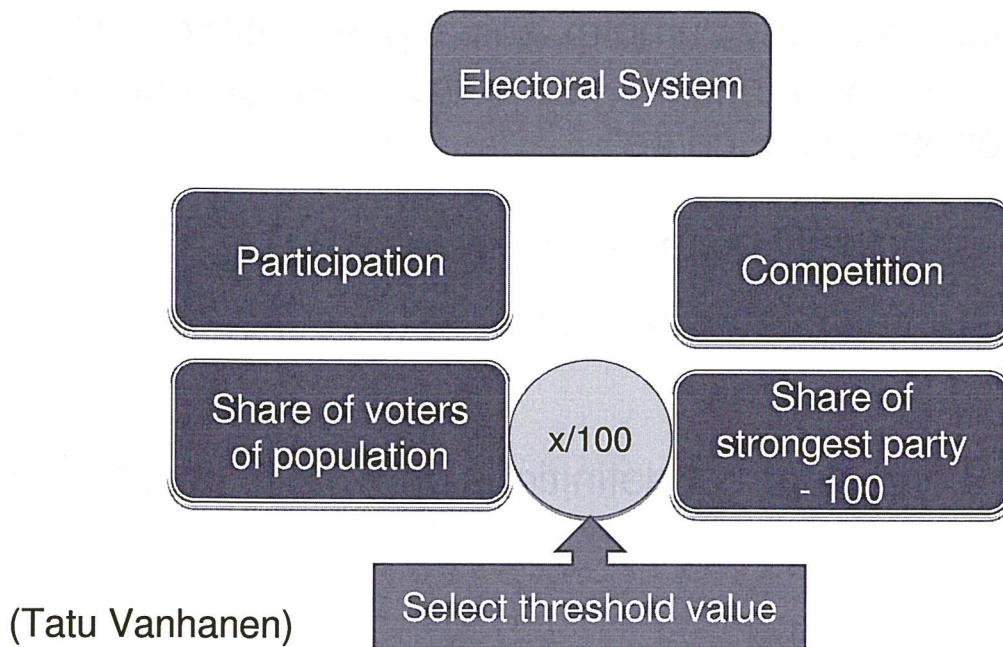 Electoral System
Participation
Competition
Share of voters
of population
x/100
Share of
strongest party
- 100
Select threshold value
(Tatu Vanhanen)